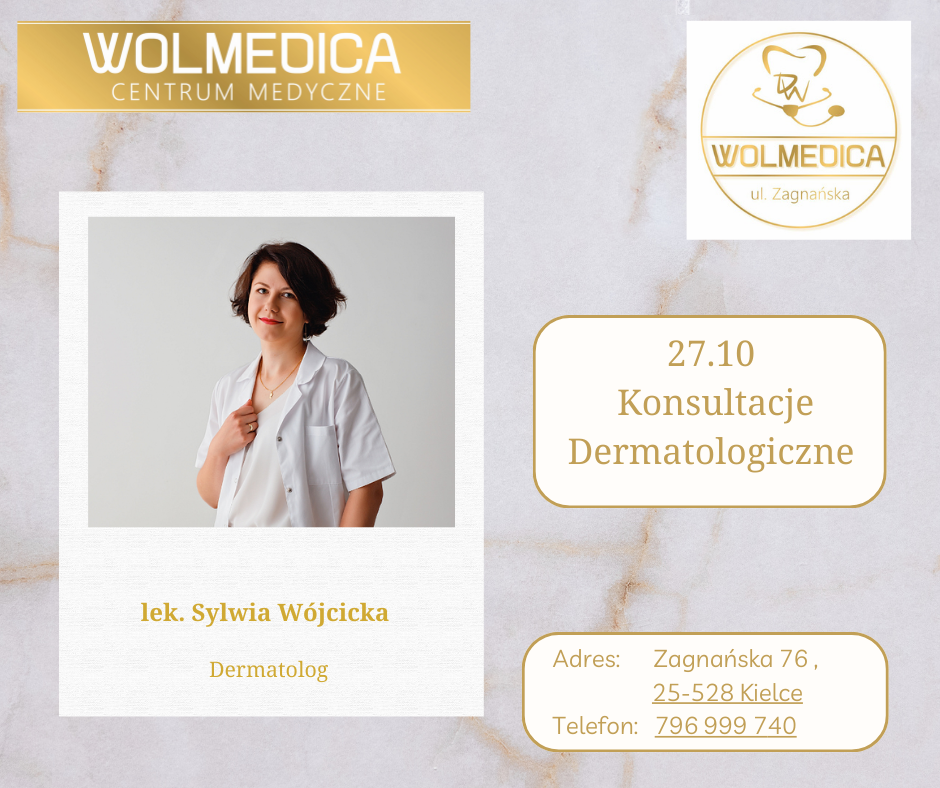 WOLMEDICA
CENTRUM MEDYCZNE
DW
WOLMEDICA
ul. Zagnańska
27.10
Konsultacje
Dermatologiczne
lek. Sylwia Wójcicka
Dermatolog
Adres: Zagnańska 76 ,
25-528 Kielce
Telefon: 796 999 740